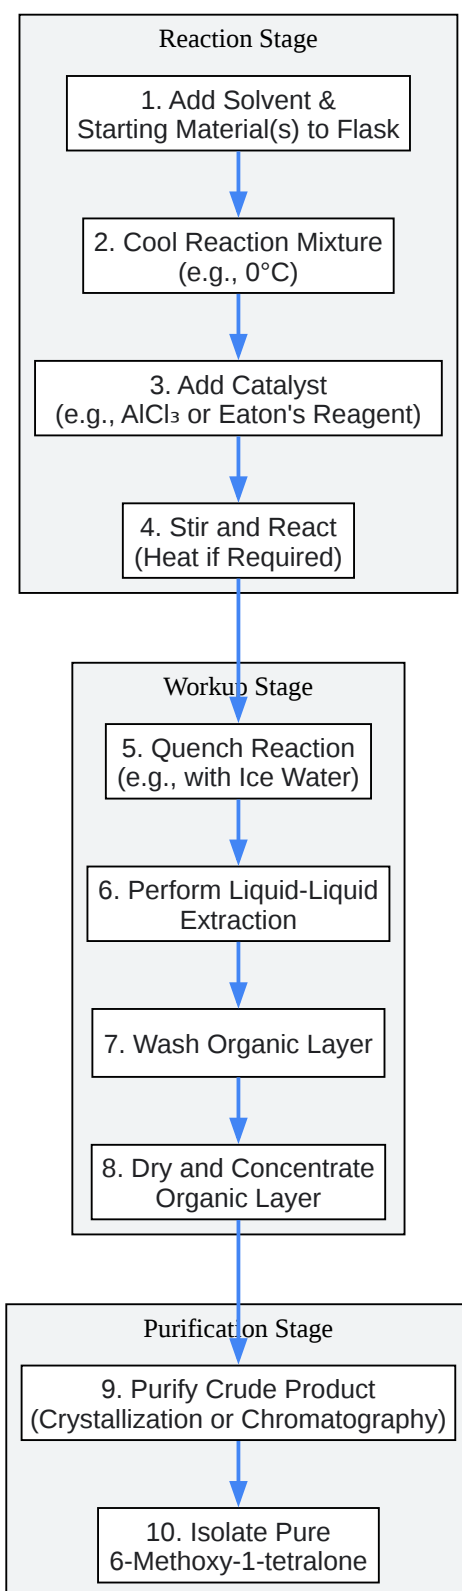 Reaction Stage
1. Add Solvent &
Starting Material(s) to Flask
2. Cool Reaction Mixture
(e.g., 0°C)
3. Add Catalyst
(e.g., AlCl₃ or Eaton's Reagent)
4. Stir and React
(Heat if Required)
Workup Stage
5. Quench Reaction
(e.g., with Ice Water)
6. Perform Liquid-Liquid
Extraction
7. Wash Organic Layer
8. Dry and Concentrate
Organic Layer
Purification Stage
9. Purify Crude Product
(Crystallization or Chromatography)
10. Isolate Pure
6-Methoxy-1-tetralone